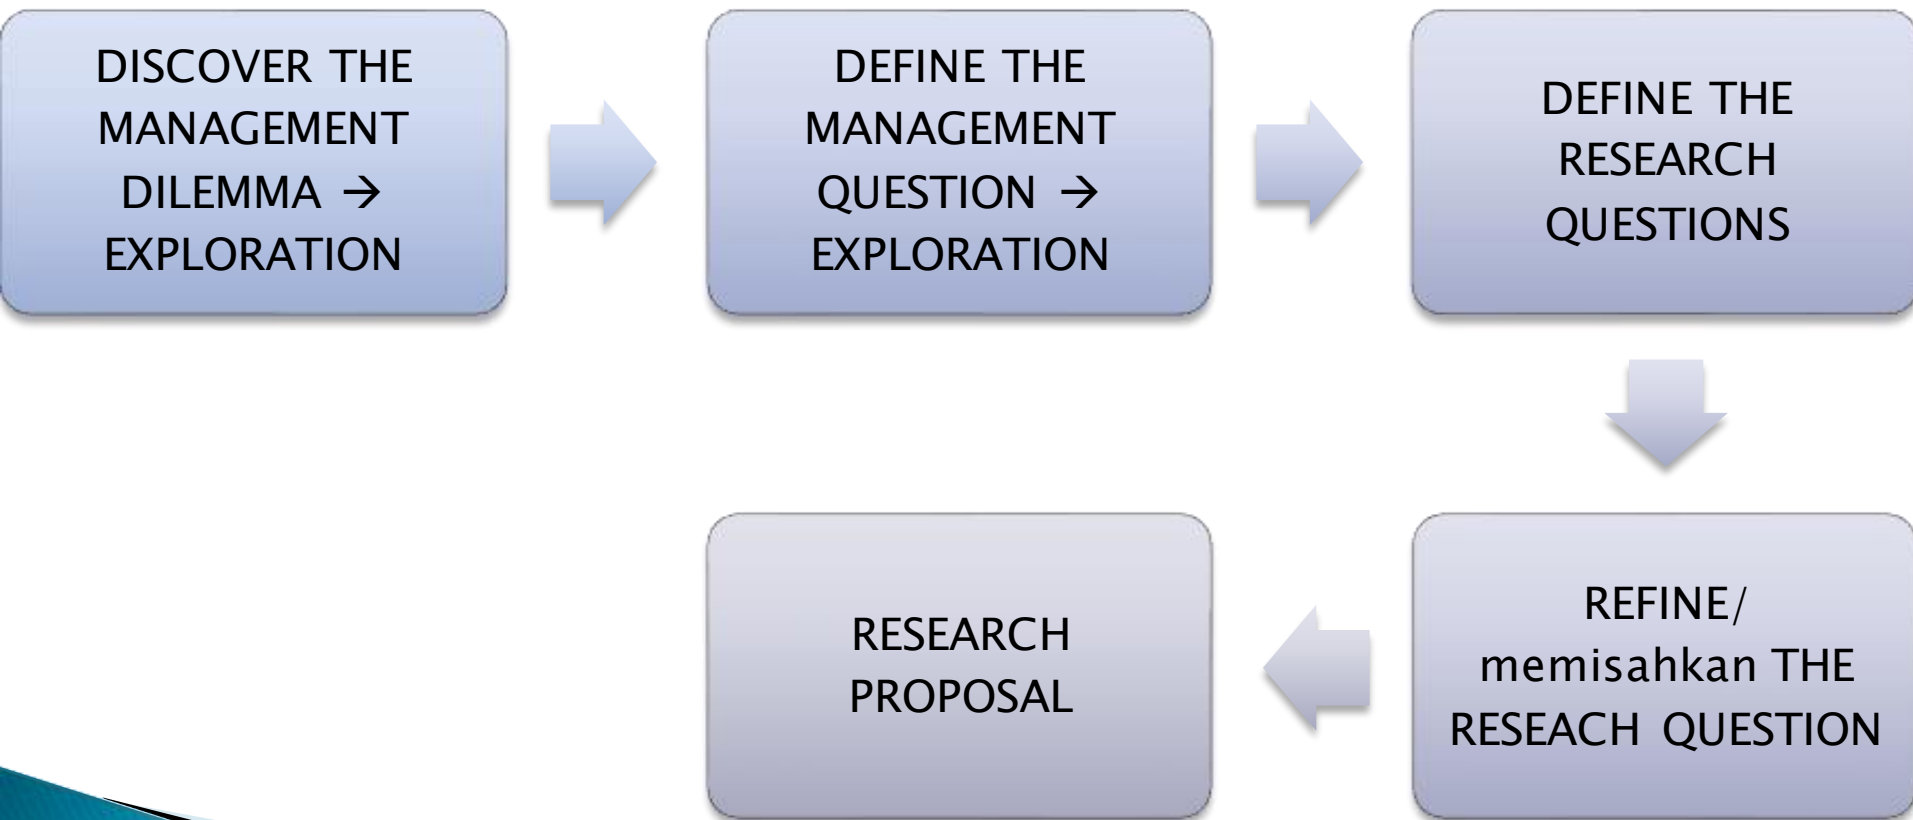 DISCOVER THE
MANAGEMENT
DILEMMA →
EXPLORATION
DEFINE THE
MANAGEMENT
QUESTION →
EXPLORATION
DEFINE THE
RESEARCH
QUESTIONS
REFINE/
memisahkan THE
RESEACH QUESTION
RESEARCH
PROPOSAL